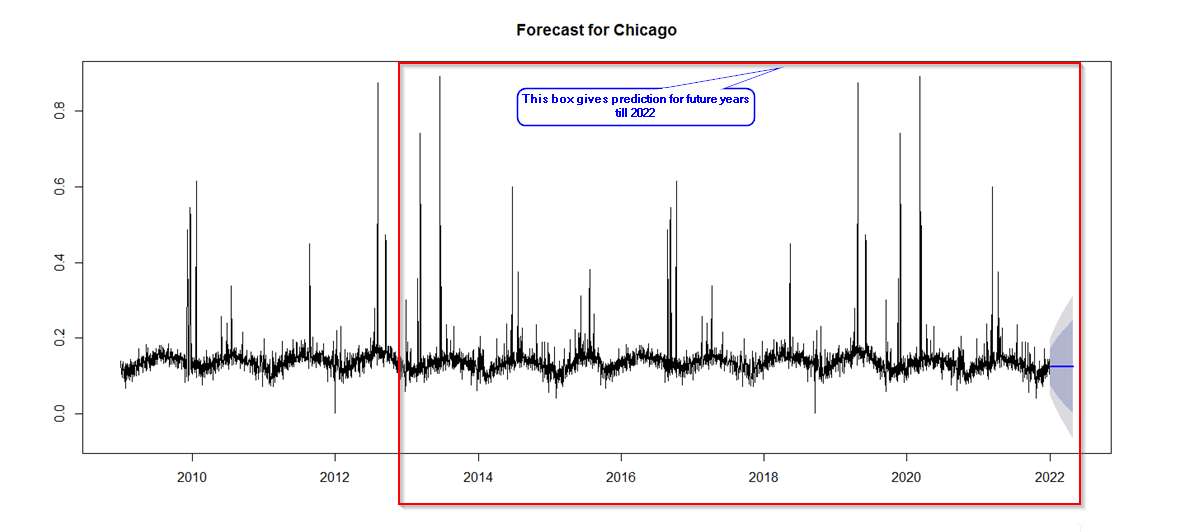 Forecast for Chicago
This box gives prediction for future years
till 2022
0.8
0.6
0.4
0.2
0.0
2010 2012 2014 2016 2018 2020 2022